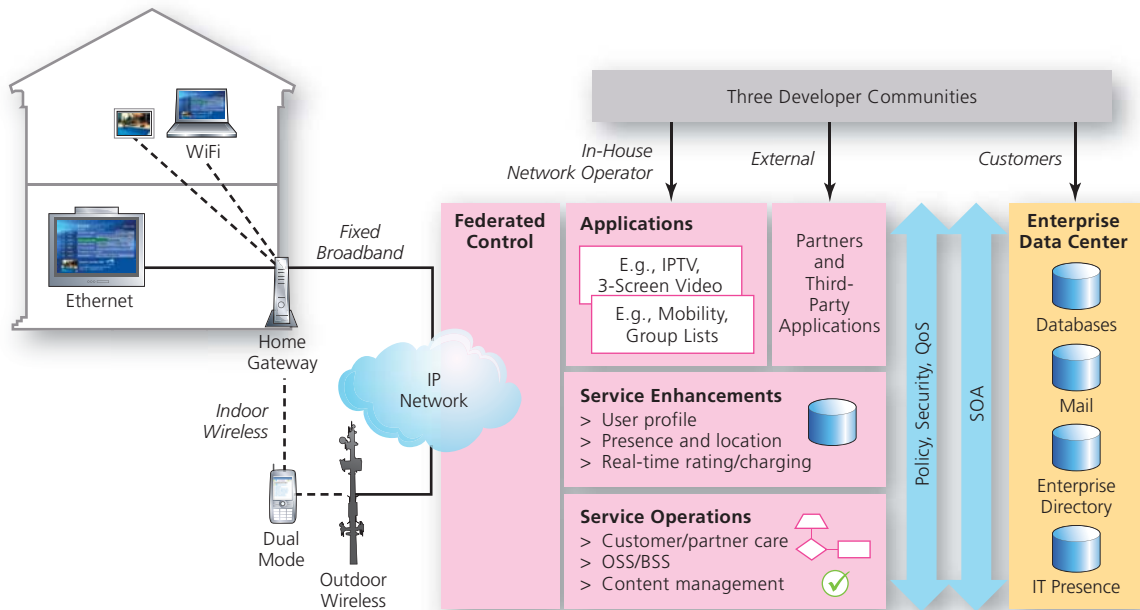 Three Developer Communities
In-House
Network Operator
External
Customers
WiFi
Ethernet
Fixed
Broadband
Home
Gateway
Indoor
Wireless
IP
Network
Dual
Mode
Outdoor
Wireless
Federated
Control
Applications
E.g., IPTV,
3-Screen Video
E.g., Mobility,
Group Lists
Partners
and
Third-
Party
Applications
Service Enhancements
> User profile
> Presence and location
> Real-time rating/charging
Service Operations
> Customer/partner care
> OSS/BSS
> Content management
Policy, Security, QoS
SOA
Enterprise
Data Center
Databases
Mail
Enterprise
Directory
IT Presence